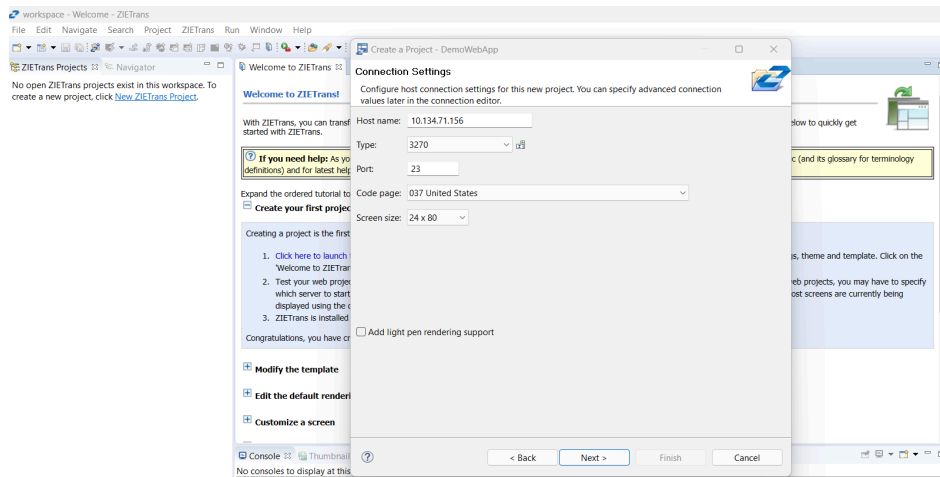 workspace - Welcome - ZIETrans
File Edit Navigate Search Project ZIETrans Run Window Help
ZIETrans Projects Navigator
No open ZIETrans projects exist in this workspace. To
create a new project, click New ZIETrans Project.
Welcome to ZIETrans
Welcome to ZIETrans!
With ZIETrans, you can transf
elow to quickly get
started with ZIETrans.
If you need help: As yo
c (and its glossary for terminology
definitions) and for latest help
Expand the ordered tutorial to
Create your first projec
Creating a project is the first
1. Click here to launch
s, theme and template. Click on the
'Welcome to ZIETran
2. Test your web projec
eb projects, you may have to specify
which server to start
ost screens are currently being
displayed using the
3. ZIETrans is installed
Congratulations, you have cr
Modify the template
Edit the default renderi
Customize a screen
Console Thumbnail
No consoles to display at this
Create a Project - DemoWebApp
Connection Settings
Configure host connection settings for this new project. You can specify advanced connection
values later in the connection editor.
Host name: 10.134.71.156
Type: 3270
Port: 23
Code page: 037 United States
Screen size: 24 x 80
Add light pen rendering support
< Back Next > Finish Cancel